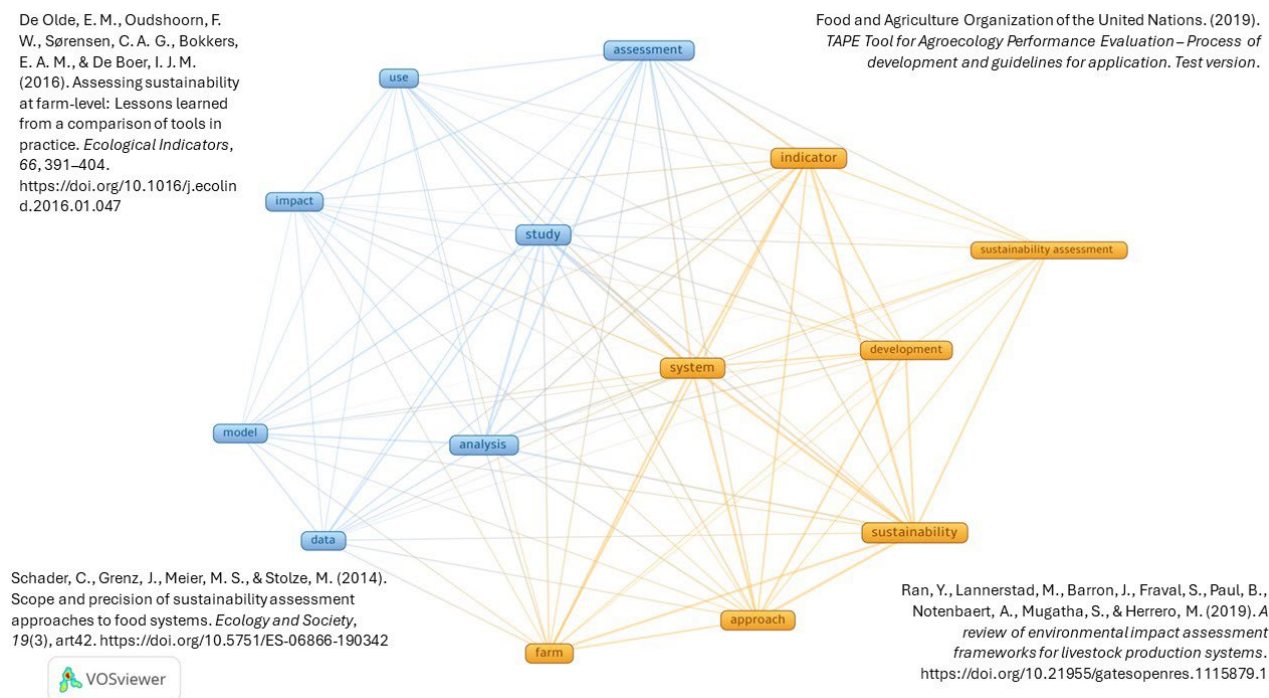 De Olde, E. M., Oudshoorn, F.
W., Sørensen, C. A. G., Bokkers,
E. A. M., & De Boer, I. J. M.
(2016). Assessing sustainability
at farm-level: Lessons learned
from a comparison of tools in
practice. Ecological Indicators,
66, 391–404.
https://doi.org/10.1016/j.ecolin
d.2016.01.047
Food and Agriculture Organization of the United Nations. (2019).
TAPE Tool for Agroecology Performance Evaluation – Process of
development and guidelines for application. Test version.
assessment
use
indicator
impact
study
sustainability assessment
development
system
model
analysis
sustainability
data
approach
farm
Schader, C., Grenz, J., Meier, M. S., & Stolze, M. (2014).
Scope and precision of sustainability assessment
approaches to food systems. Ecology and Society,
19(3), art42. https://doi.org/10.5751/ES-06866-190342
Ran, Y., Lannerstad, M., Barron, J., Fraval, S., Paul, B.,
Notenbaert, A., Mugatha, S., & Herrero, M. (2019). A
review of environmental impact assessment
frameworks for livestock production systems.
https://doi.org/10.21955/gatesopenres.1115879.1
VOSviewer